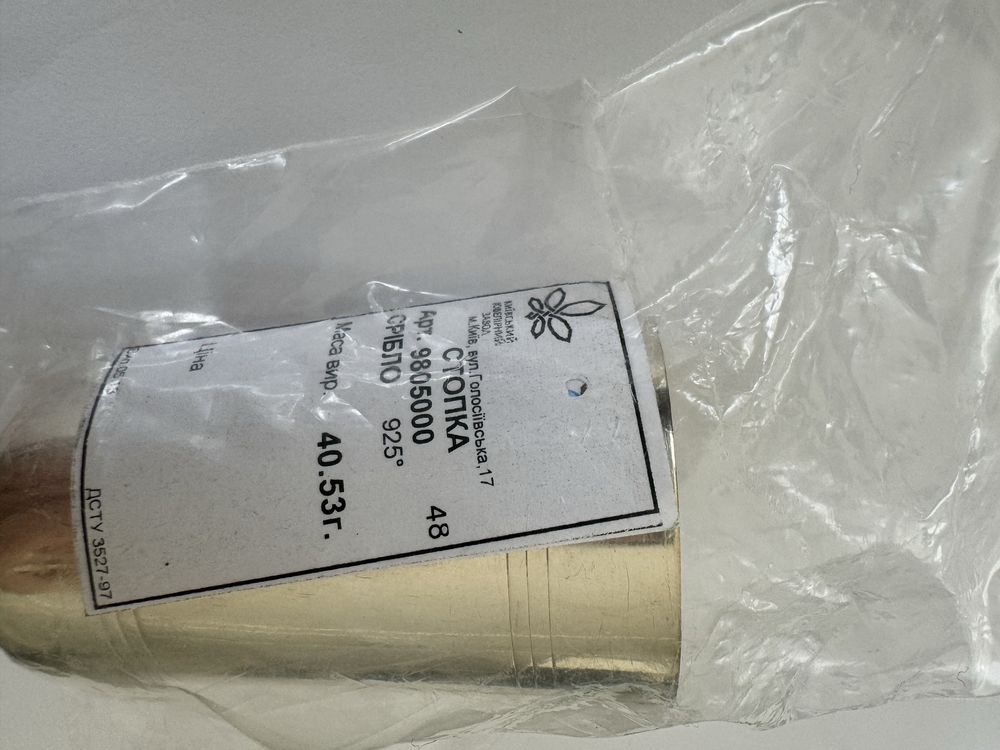 КИЇВСЬКИЙ
ЮВЕЛІРНИЙ
ЗАВОД
м.Київ, вул.Голосіївська,17
СТОПКА
Арт. 9805000 48
СРІБЛО 925°
Маса вир. 40.53г.
Ціна
ДСТУ 3527-97